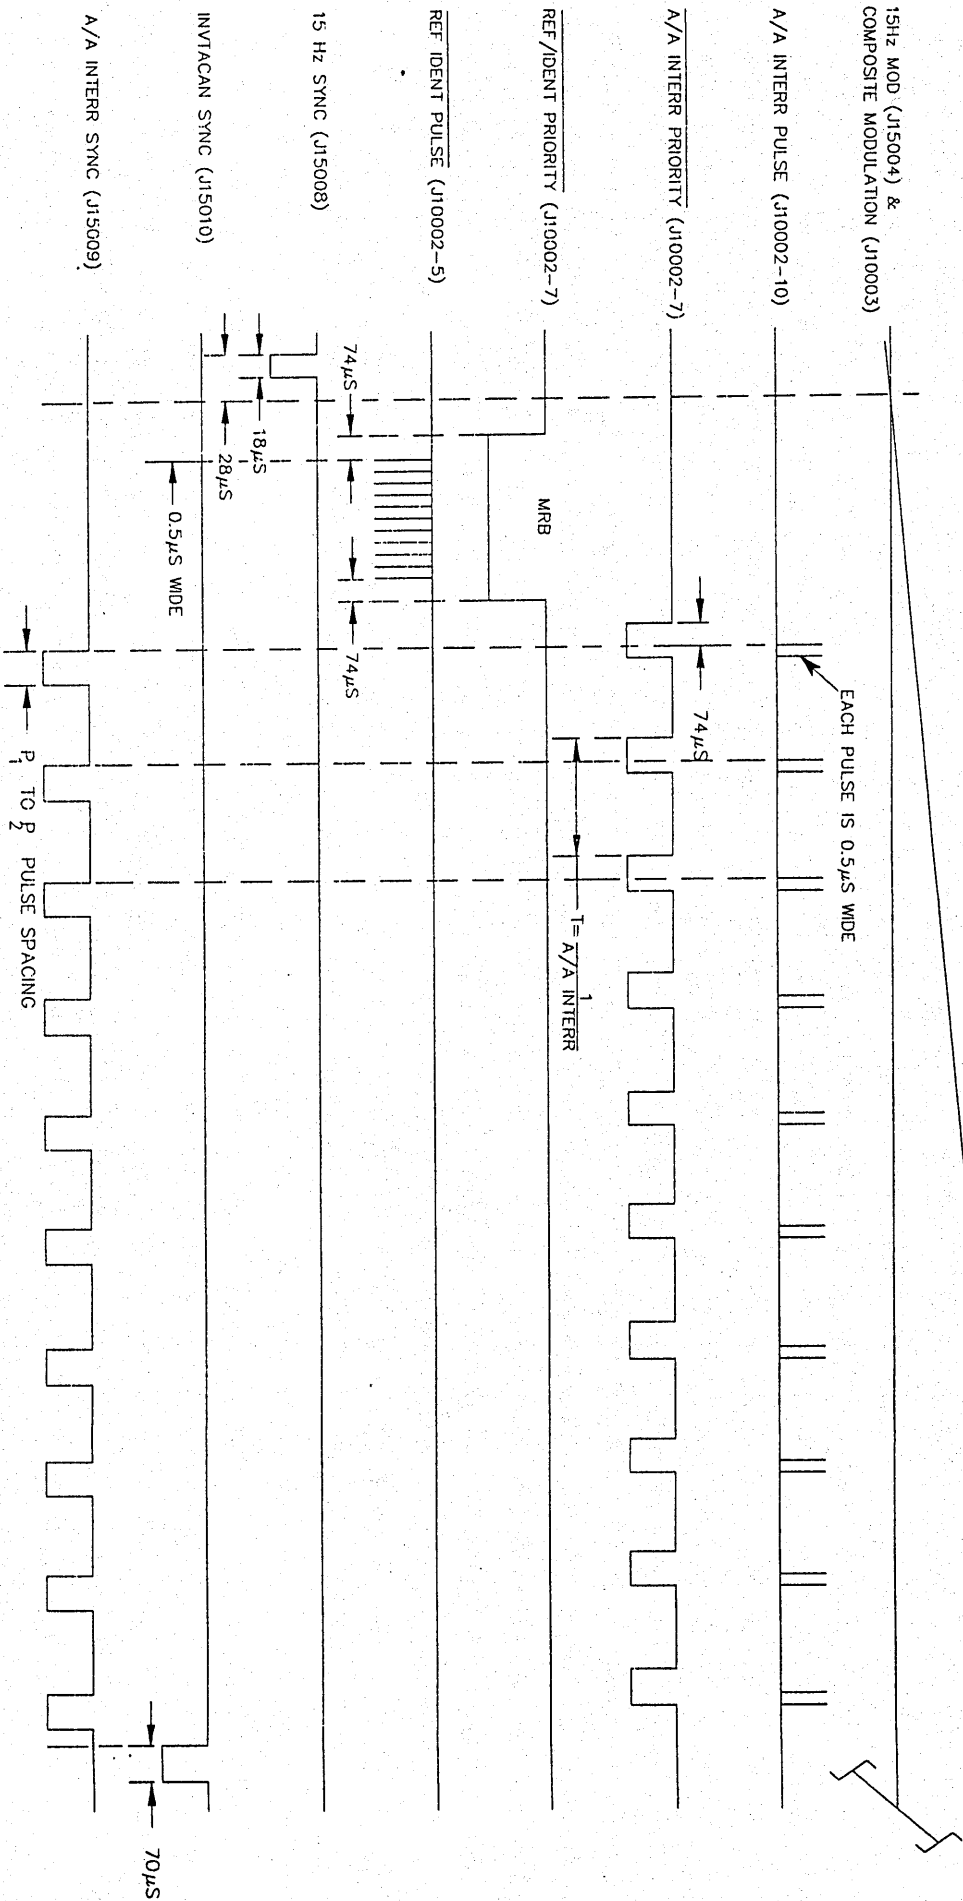 15Hz MOD (J15004) &
COMPOSITE MODULATION (J10003)
A/A INTERR PULSE (J10002-10)
EACH PULSE IS 0.5µS WIDE
A/A INTERR PRIORITY (J10002-7)
74µS
REF/IDENT PRIORITY (J10002-7)
MRB
T= 1
A/A INTERR
REF IDENT PULSE (J10002-5)
74µS
74µS
15 Hz SYNC (J15008)
18µS
28µS
INVTACAN SYNC (J15010)
0.5µS WIDE
70µS
A/A INTERR SYNC (J15009)
P1 TO P2 PULSE SPACING